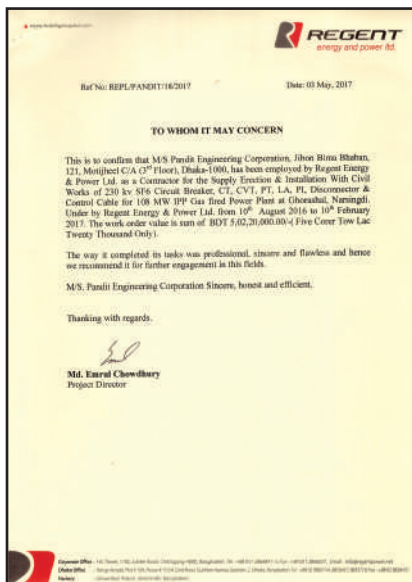 REGENT
energy and power ltd.
Ref No: REPL/PANDIT/16/2017 Date: 03 May, 2017
TO WHOM IT MAY CONCERN
This is to confirm that M/S Pandit Engineering Corporation, Jibon Bima Bhaban,
121, Motijheel C/A (3rd Floor), Dhaka-1000, has been employed by Regent Energy
& Power Ltd. as a Contractor for the Supply Erection & Installation With Civil
Works of 230 kv SF6 Circuit Breaker, CT, CVT, PT, LA, PI, Disconnector &
Control Cable for 108 MW IPP Gas fired Power Plant at Ghorashal, Narsingdi.
Under by Regent Energy & Power Ltd. from 10th August 2016 to 10th February
2017. The work order value is sum of BDT 5,02,20,000.00/-( Five Corer Tow Lac
Twenty Thousand Only).
The way it completed its tasks was professional, sincere and flawless and hence
we recommend it for further engagement in this fields.
M/S. Pandit Engineering Corporation Sincere, honest and efficient.
Thanking with regards.
Md. Emrul Chowdhury
Project Director
Corporate Office
Dhaka Office
Factory